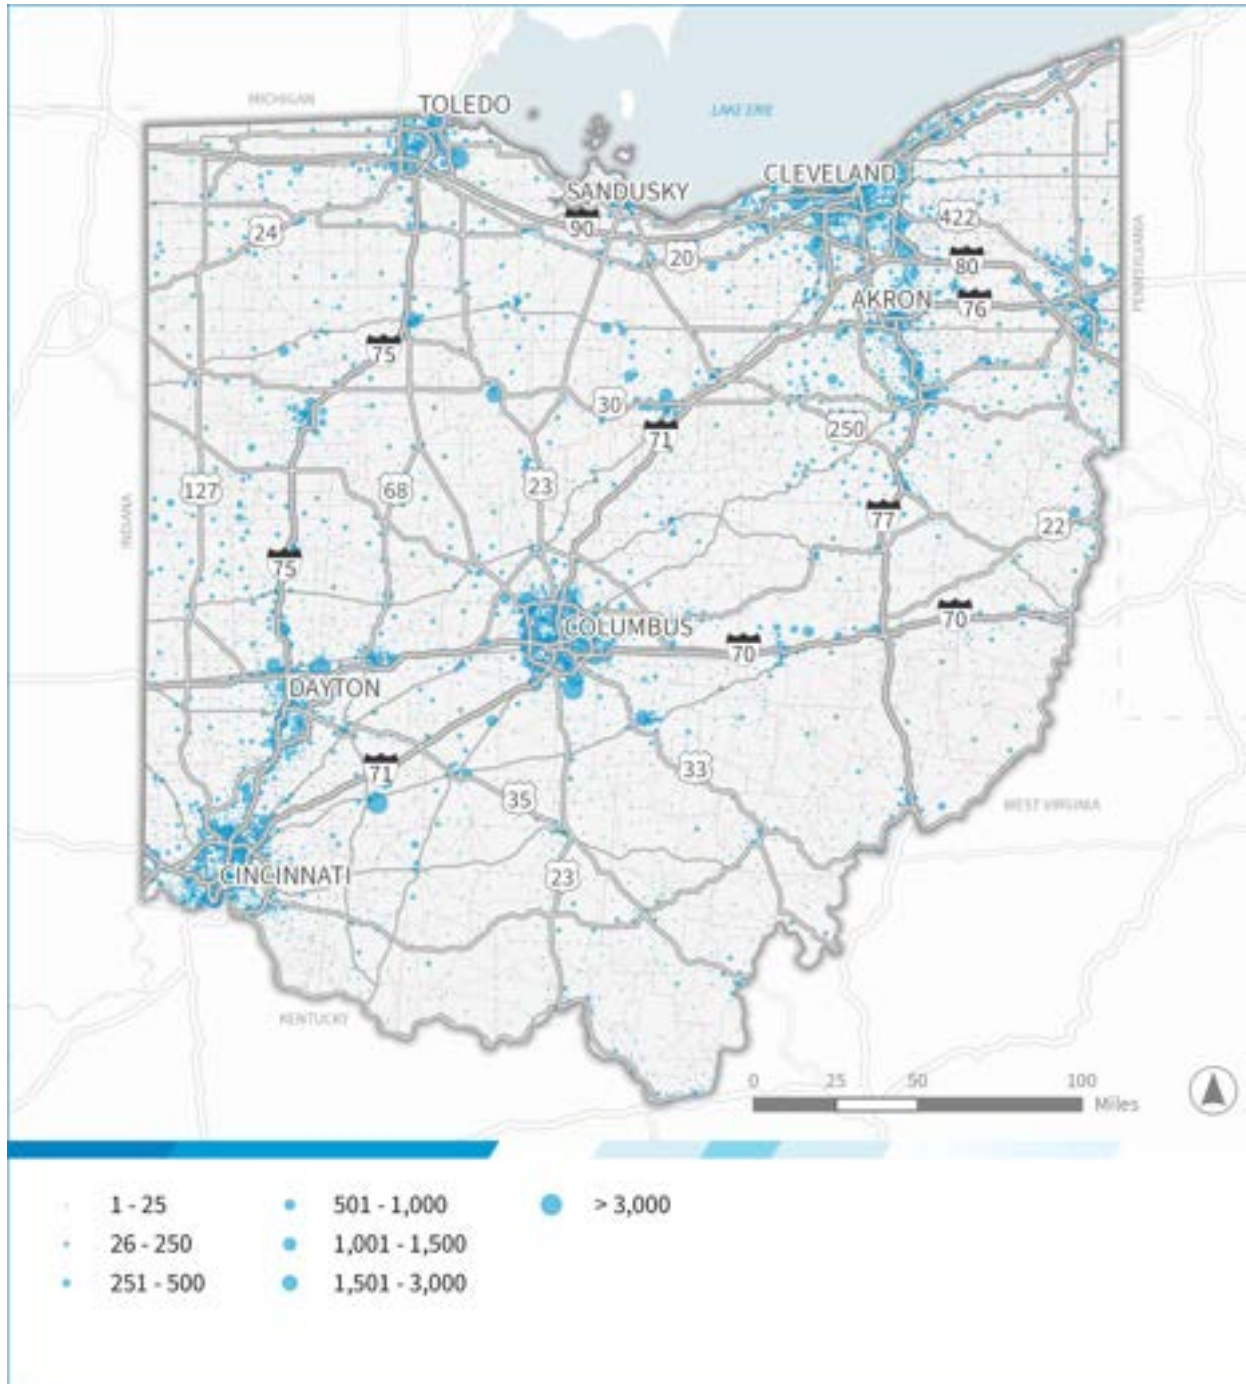 MICHIGAN
TOLEDO
LAKE ERIE
CLEVELAND
SANDUSKY
90
422
24
20
80
PENNSYLVANIA
AKRON
76
75
30
71
250
127
68
23
77
INDIANA
22
75
70
COLUMBUS
70
DAYTON
71
33
35
WEST VIRGINIA
CINCINNATI
23
KENTUCKY
0 25 50 100
Miles
1 - 25
501 - 1,000
> 3,000
26 - 250
1,001 - 1,500
251 - 500
1,501 - 3,000